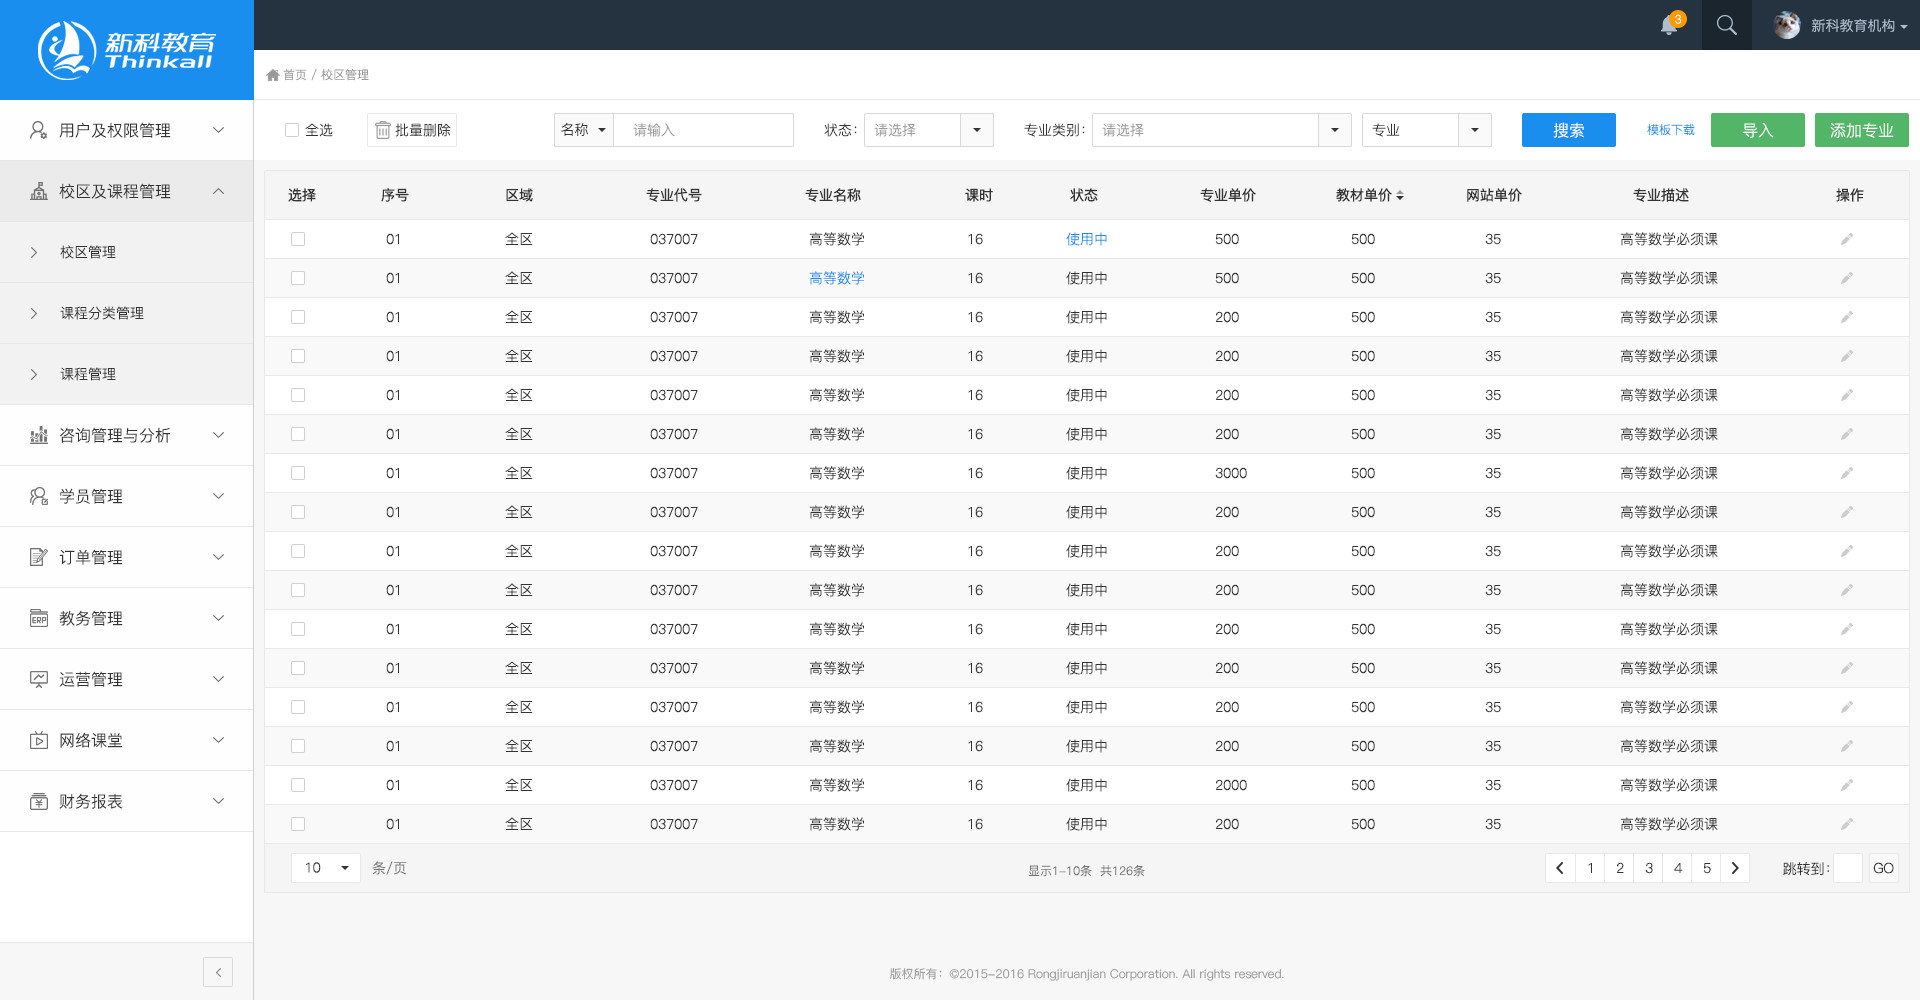 新科教育
Thinkall
3
新科教育机构
首页 / 校区管理
用户及权限管理
校区及课程管理
校区管理
课程分类管理
课程管理
咨询管理与分析
学员管理
订单管理
ERP
教务管理
运营管理
网络课堂
财务报表
全选 批量删除 名称 请输入 状态: 请选择 专业类别: 请选择 专业 搜索 模板下载 导入 添加专业
选择 序号 区域 专业代号 专业名称 课时 状态 专业单价 教材单价 网站单价 专业描述 操作
01 全区 037007 高等数学 16 使用中 500 500 35 高等数学必须课
01 全区 037007 高等数学 16 使用中 500 500 35 高等数学必须课
01 全区 037007 高等数学 16 使用中 200 500 35 高等数学必须课
01 全区 037007 高等数学 16 使用中 200 500 35 高等数学必须课
01 全区 037007 高等数学 16 使用中 200 500 35 高等数学必须课
01 全区 037007 高等数学 16 使用中 200 500 35 高等数学必须课
01 全区 037007 高等数学 16 使用中 3000 500 35 高等数学必须课
01 全区 037007 高等数学 16 使用中 200 500 35 高等数学必须课
01 全区 037007 高等数学 16 使用中 200 500 35 高等数学必须课
01 全区 037007 高等数学 16 使用中 200 500 35 高等数学必须课
01 全区 037007 高等数学 16 使用中 200 500 35 高等数学必须课
01 全区 037007 高等数学 16 使用中 200 500 35 高等数学必须课
01 全区 037007 高等数学 16 使用中 200 500 35 高等数学必须课
01 全区 037007 高等数学 16 使用中 200 500 35 高等数学必须课
01 全区 037007 高等数学 16 使用中 2000 500 35 高等数学必须课
01 全区 037007 高等数学 16 使用中 200 500 35 高等数学必须课
10 条/页 显示1-10条 共126条 1 2 3 4 5 跳转到: GO
版权所有: ©2015-2016 Rongjiruanjian Corporation. All rights reserved.